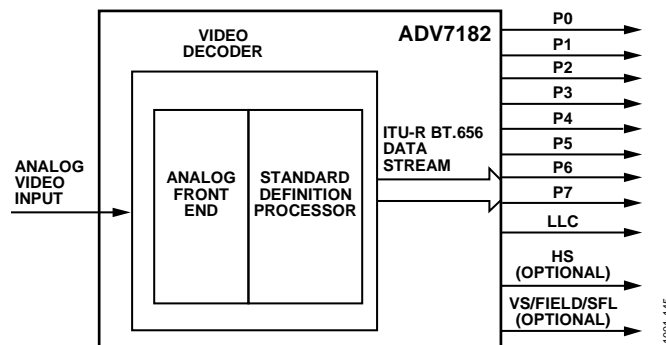 VIDEO
DECODER
ADV7182
ANALOG
VIDEO
INPUT
ANALOG
FRONT
END
STANDARD
DEFINITION
PROCESSOR
ITU-R BT.656
DATA
STREAM
P0
P1
P2
P3
P4
P5
P6
P7
LLC
HS
(OPTIONAL)
VS/FIELD/SFL
(OPTIONAL)